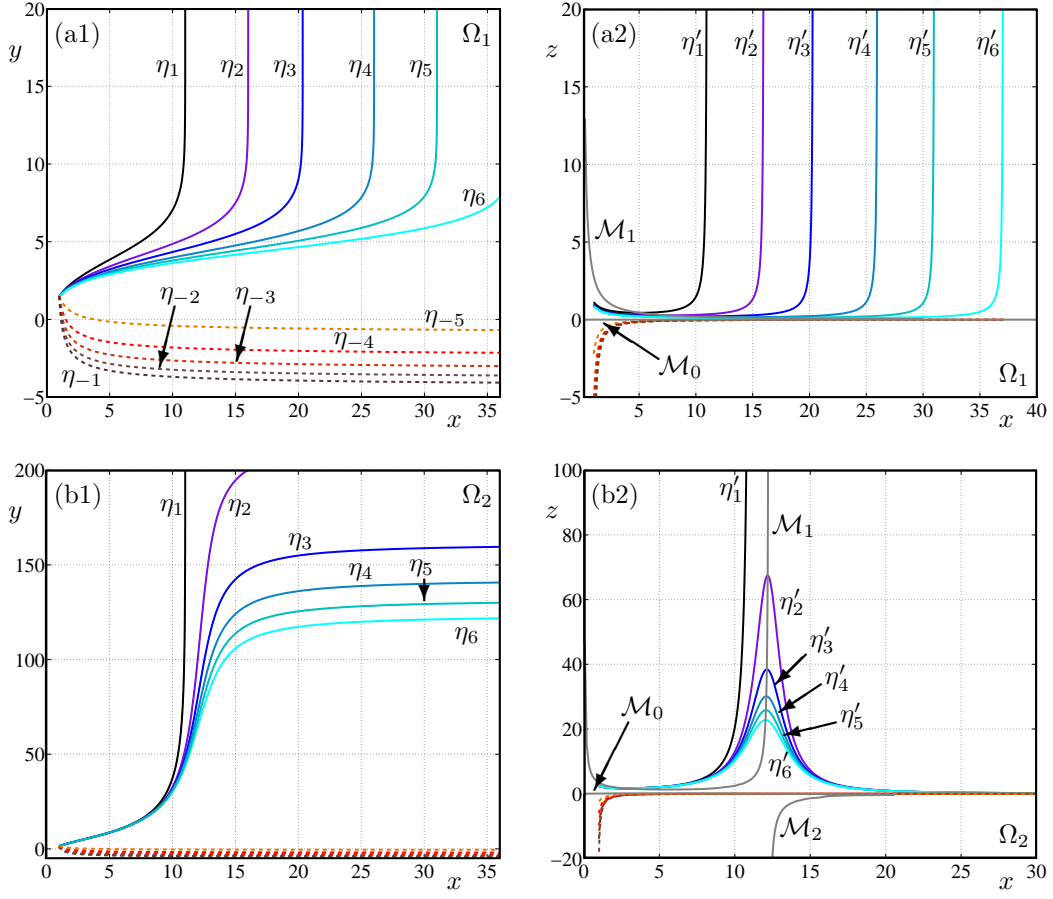 (a1)
Ω₁
y
20
15
10
5
0
−5
η₁
η₂
η₃
η₄
η₅
η₆
η₋₂
η₋₃
η₋₅
η₋₄
η₋₁
0 5 10 15 20 25 30 35
x
(a2)
z
20
15
10
5
0
−5
η′₁
η′₂
η′₃
η′₄
η′₅
η′₆
ℳ₁
ℳ₀
Ω₁
5 10 15 20 25 30 35 40
x
(b1)
Ω₂
y
200
150
100
50
0
η₁
η₂
η₃
η₄
η₅
η₆
0 5 10 15 20 25 30 35
x
(b2)
z
100
80
60
40
20
0
−20
η′₁
ℳ₁
η′₂
η′₃
η′₄
η′₅
η′₆
ℳ₀
ℳ₂
Ω₂
0 5 10 15 20 25 30
x